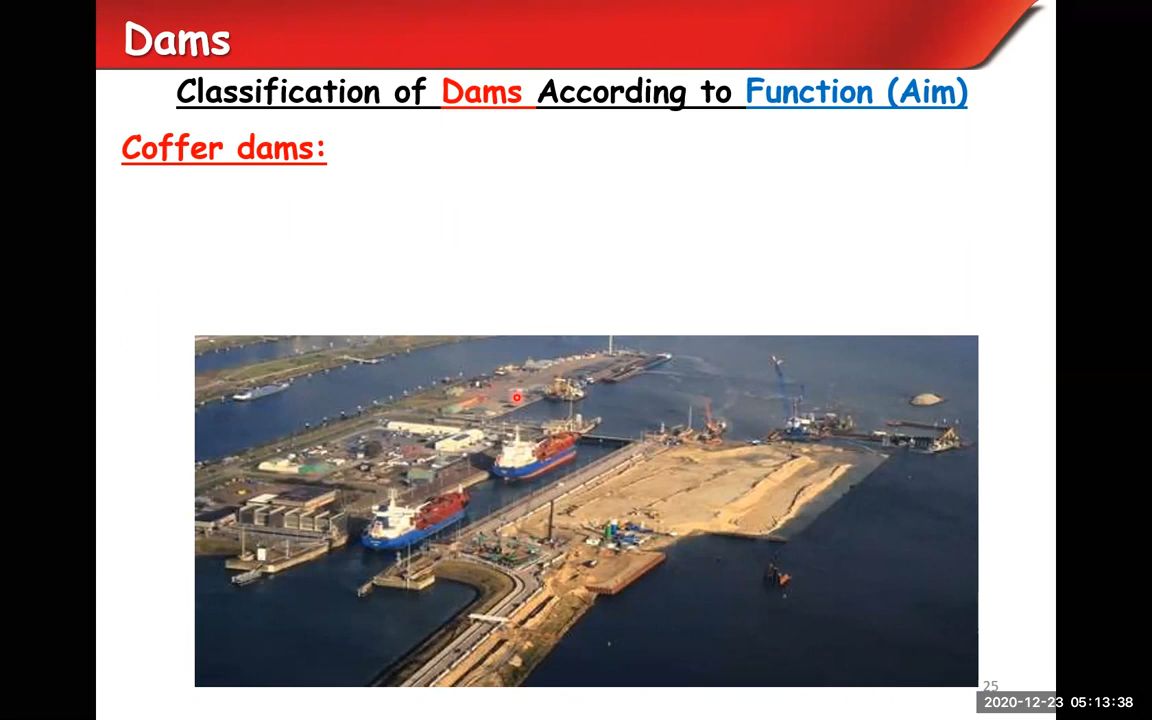 Dams
Classification of Dams According to Function (Aim)
Coffer dams:
25
2020-12-23 05:13:38